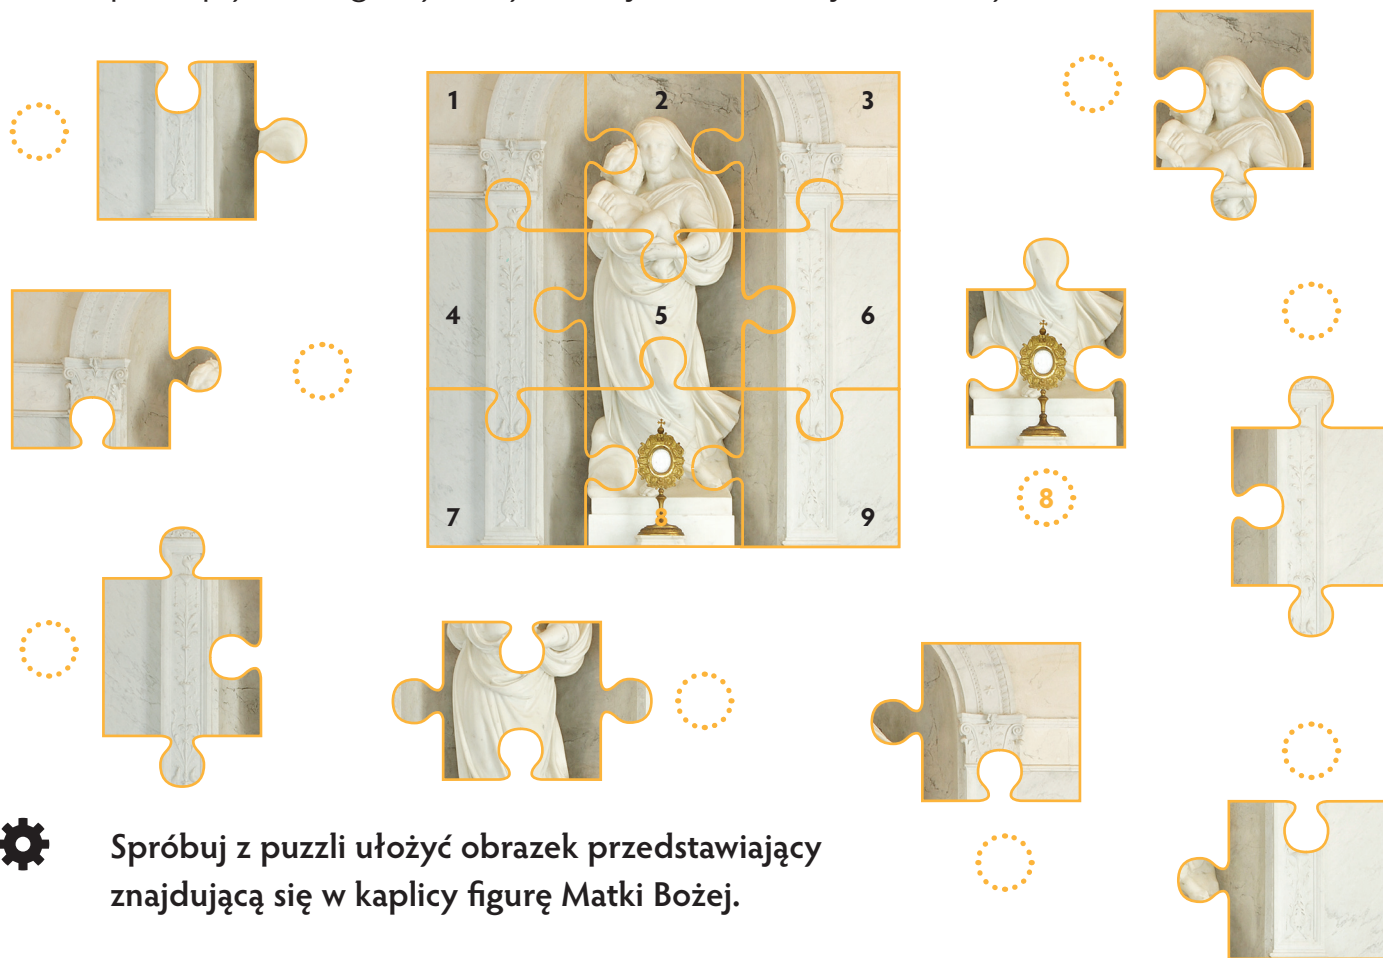 1 2 3
4 5 6
7 8 9
8
Spróbuj z puzzli ułożyć obrazek przedstawiający
znajdującą się w kaplicy figurę Matki Bożej.